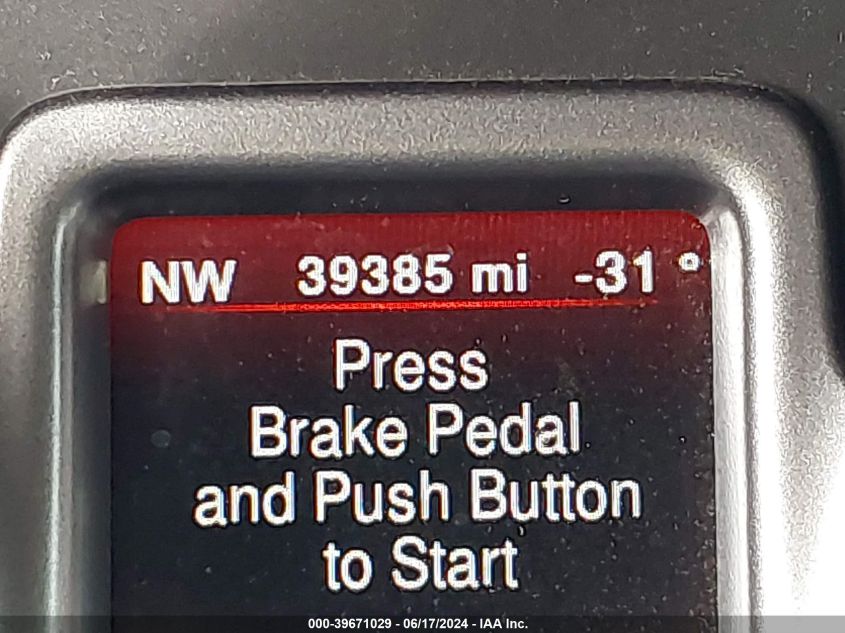 NW 39385 mi -31 °
Press
Brake Pedal
and Push Button
to Start
000-39671029 - 06/17/2024 - IAA Inc.